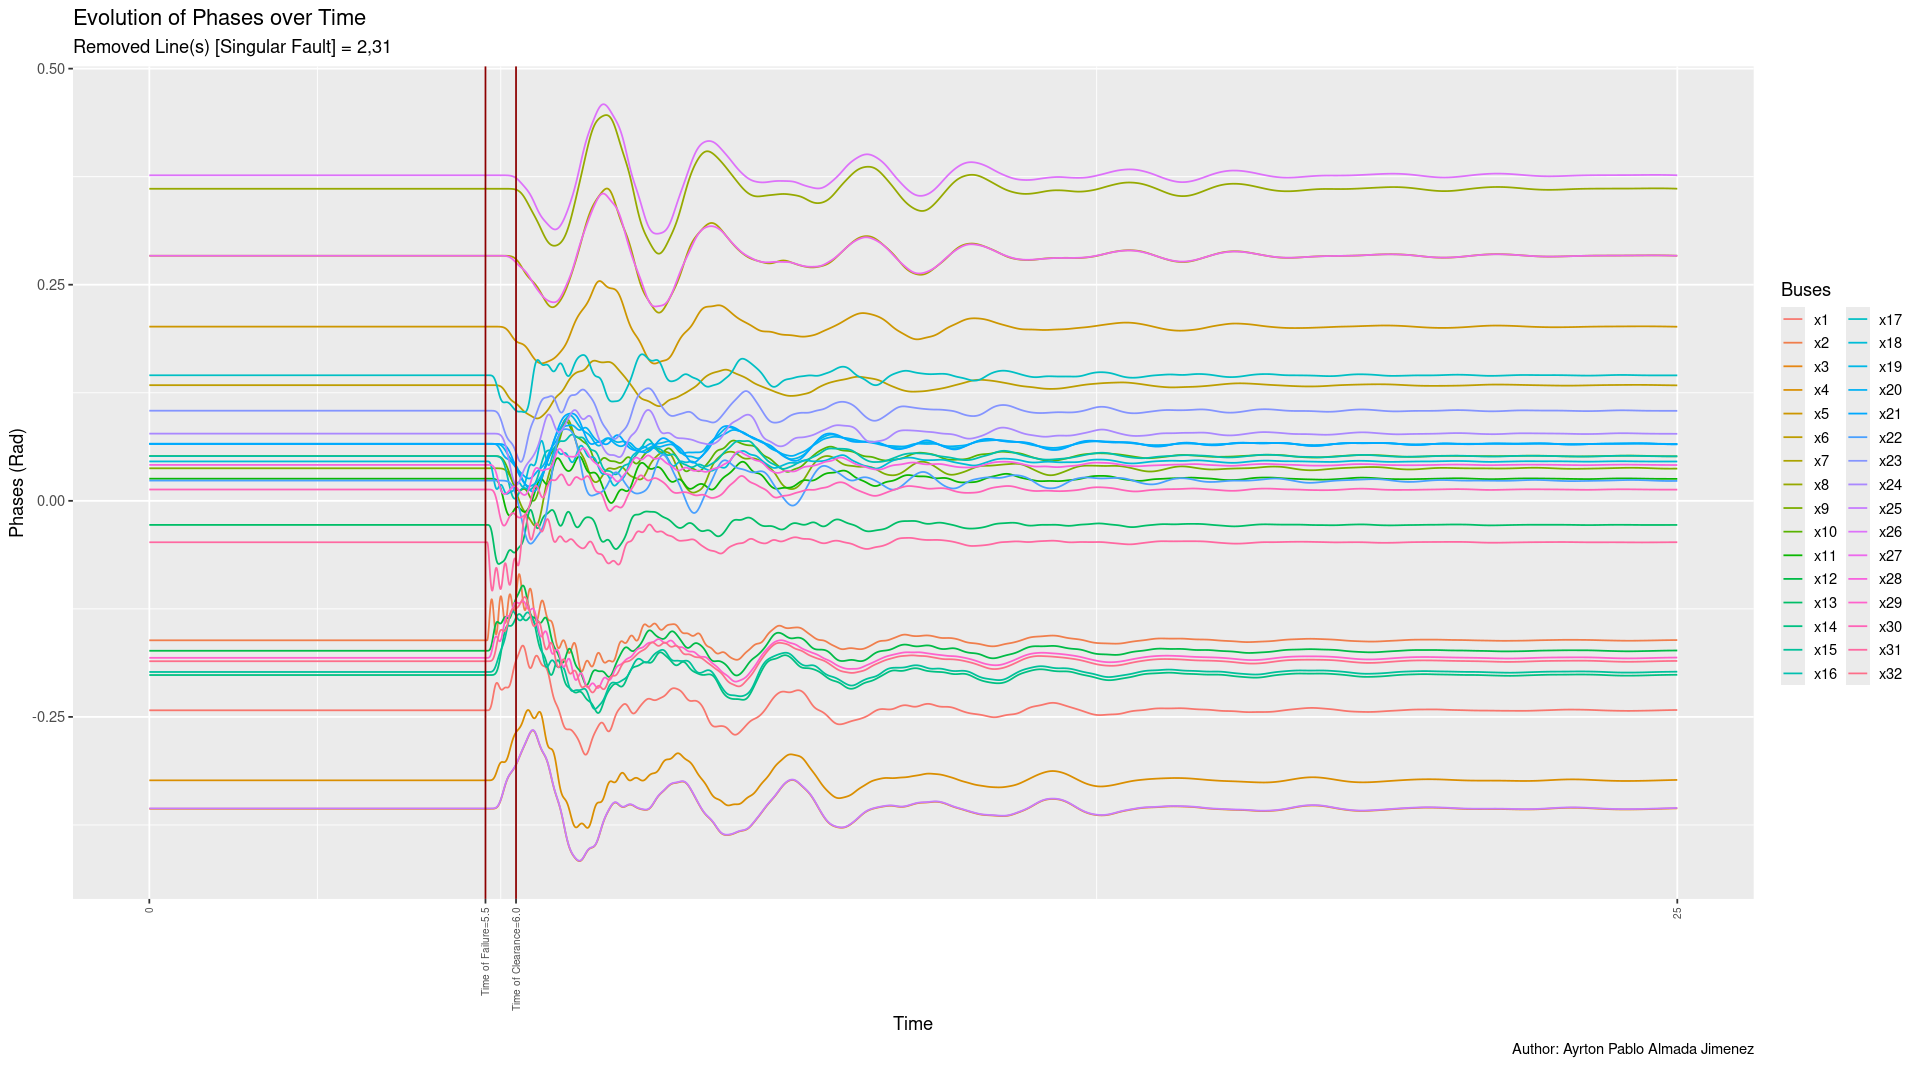 Evolution of Phases over Time
Removed Line(s) [Singular Fault] = 2,31
0.50
0.25
0.00
-0.25
Phases (Rad)
0
Time of Failure=5.5
Time of Clearance=6.0
25
Time
Buses
x1
x2
x3
x4
x5
x6
x7
x8
x9
x10
x11
x12
x13
x14
x15
x16
x17
x18
x19
x20
x21
x22
x23
x24
x25
x26
x27
x28
x29
x30
x31
x32
Author: Ayrton Pablo Almada Jimenez